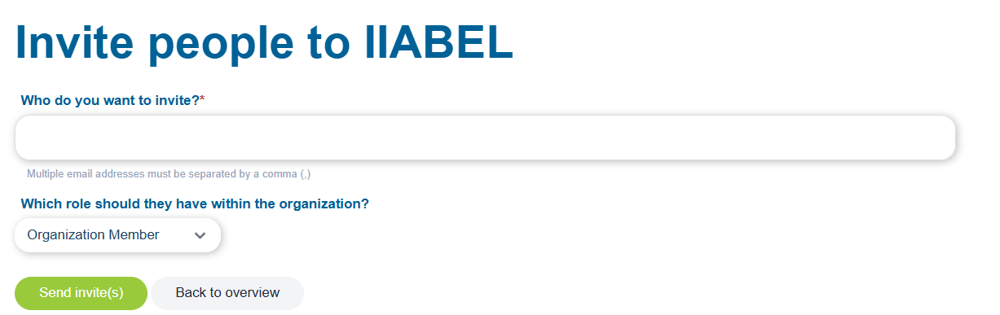 Invite people to IIABEL
Who do you want to invite?*
Multiple email addresses must be separated by a comma (,)
Which role should they have within the organization?
Organization Member
Send invite(s) Back to overview